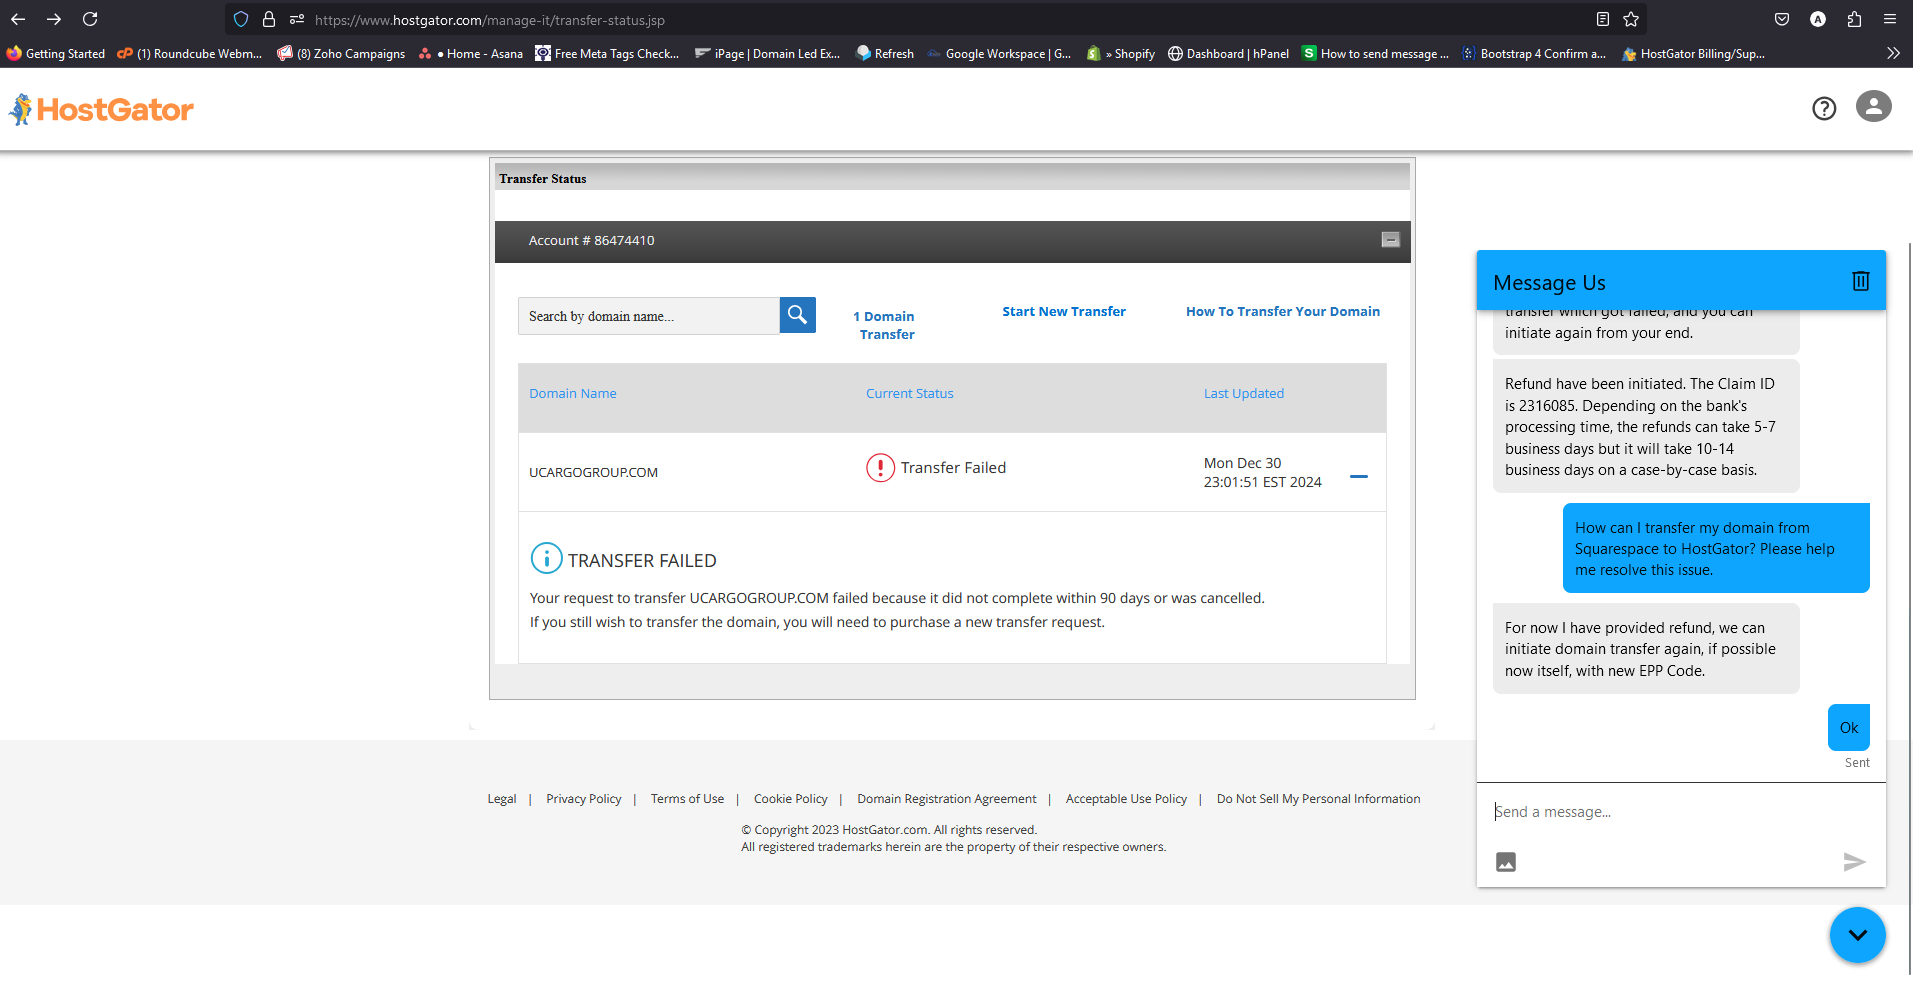 https://www.hostgator.com/manage-it/transfer-status.jsp
Getting Started
(1) Roundcube Webm...
(8) Zoho Campaigns
• Home - Asana
Free Meta Tags Check...
iPage | Domain Led Ex...
Refresh
Google Workspace | G...
» Shopify
Dashboard | hPanel
How to send message ...
Bootstrap 4 Confirm a...
HostGator Billing/Sup...
HostGator
Transfer Status
Account # 86474410
Search by domain name...
1 Domain
Transfer
Start New Transfer
How To Transfer Your Domain
Domain Name
Current Status
Last Updated
UCARGOGROUP.COM
Transfer Failed
Mon Dec 30
23:01:51 EST 2024
TRANSFER FAILED
Your request to transfer UCARGOGROUP.COM failed because it did not complete within 90 days or was cancelled.
If you still wish to transfer the domain, you will need to purchase a new transfer request.
Legal | Privacy Policy | Terms of Use | Cookie Policy | Domain Registration Agreement | Acceptable Use Policy | Do Not Sell My Personal Information
© Copyright 2023 HostGator.com. All rights reserved.
All registered trademarks herein are the property of their respective owners.
Message Us
transfer which got failed, and you can
initiate again from your end.
Refund have been initiated. The Claim ID
is 2316085. Depending on the bank's
processing time, the refunds can take 5-7
business days but it will take 10-14
business days on a case-by-case basis.
How can I transfer my domain from
Squarespace to HostGator? Please help
me resolve this issue.
For now I have provided refund, we can
initiate domain transfer again, if possible
now itself, with new EPP Code.
Ok
Sent
Send a message...